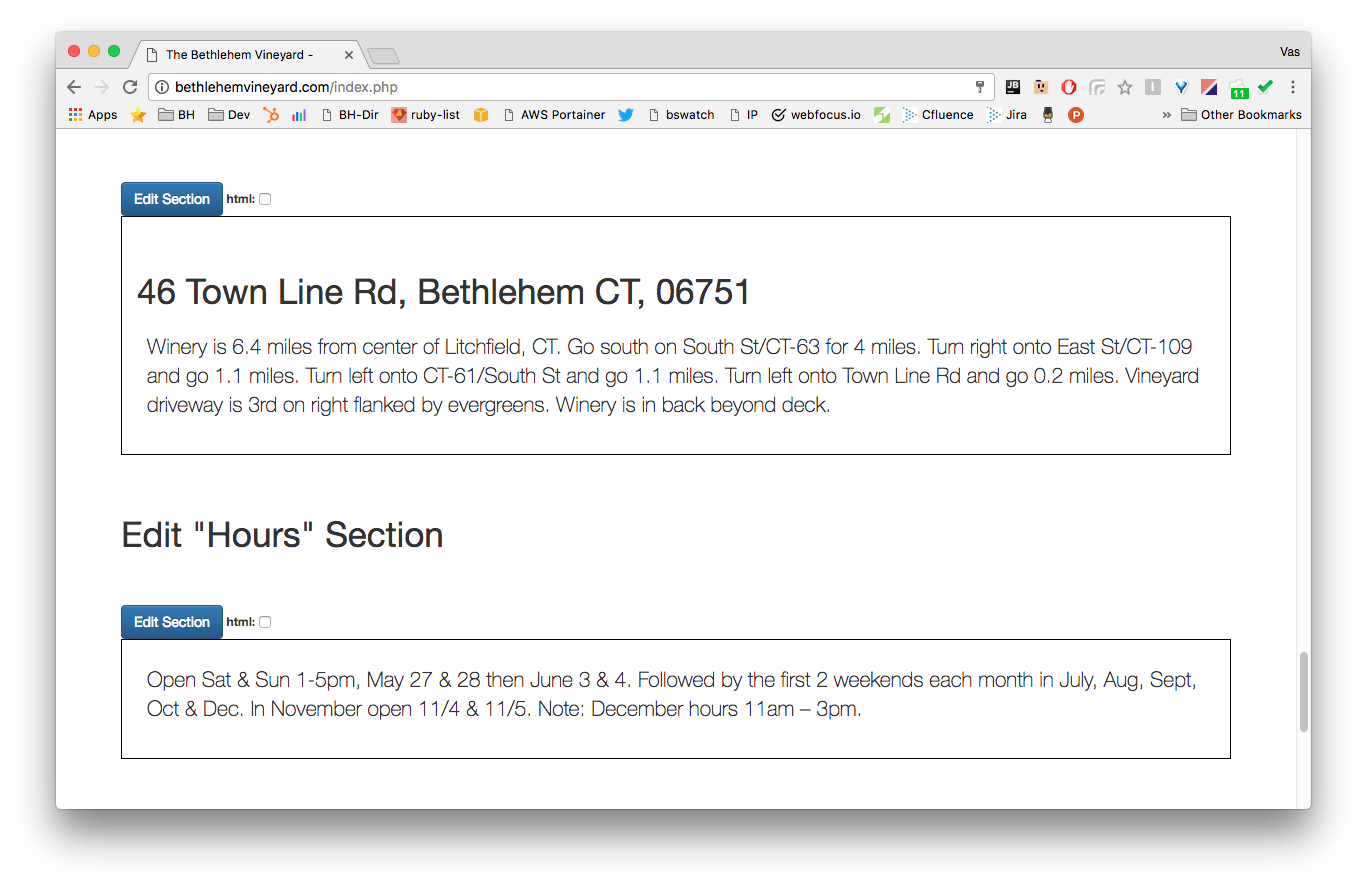 The Bethlehem Vineyard -
Vas
bethlehemvineyard.com/index.php
JB
11
Apps
BH
Dev
BH-Dir
ruby-list
AWS Portainer
bswatch
IP
webfocus.io
Cfluence
Jira
P
»
Other Bookmarks
Edit Section html:
46 Town Line Rd, Bethlehem CT, 06751
Winery is 6.4 miles from center of Litchfield, CT. Go south on South St/CT-63 for 4 miles. Turn right onto East St/CT-109
and go 1.1 miles. Turn left onto CT-61/South St and go 1.1 miles. Turn left onto Town Line Rd and go 0.2 miles. Vineyard
driveway is 3rd on right flanked by evergreens. Winery is in back beyond deck.
Edit "Hours" Section
Edit Section html:
Open Sat & Sun 1-5pm, May 27 & 28 then June 3 & 4. Followed by the first 2 weekends each month in July, Aug, Sept,
Oct & Dec. In November open 11/4 & 11/5. Note: December hours 11am – 3pm.